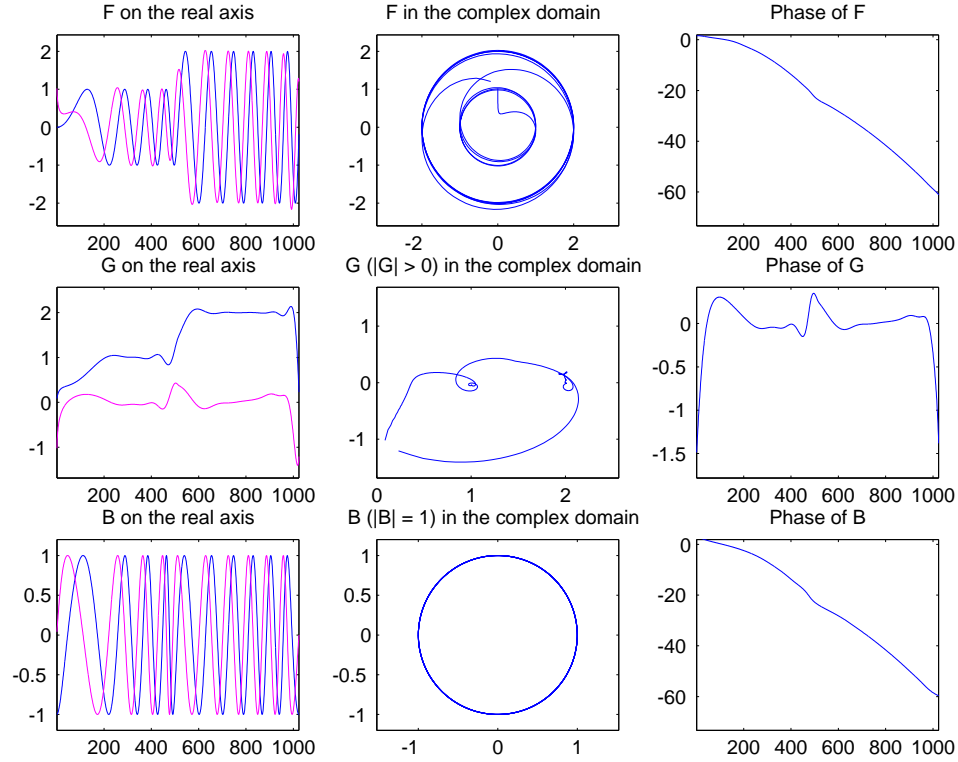 F on the real axis
2
1
0
-1
-2
200 400 600 800 1000
F in the complex domain
2
1
0
-1
-2
-2 0 2
Phase of F
0
-20
-40
-60
200 400 600 800 1000
G on the real axis
2
1
0
-1
200 400 600 800 1000
G (|G| > 0) in the complex domain
1
0
-1
0 1 2
Phase of G
0
-0.5
-1
-1.5
200 400 600 800 1000
B on the real axis
1
0.5
0
-0.5
-1
200 400 600 800 1000
B (|B| = 1) in the complex domain
1
0.5
0
-0.5
-1
-1 0 1
Phase of B
0
-20
-40
-60
200 400 600 800 1000